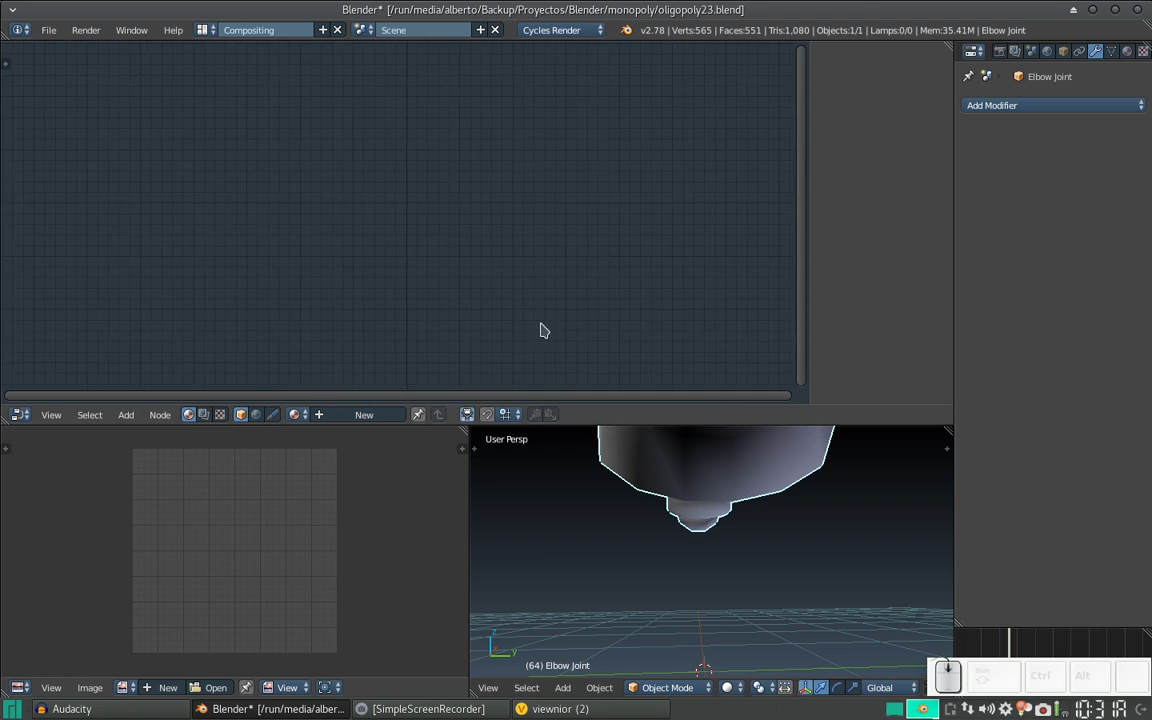 Blender* [/run/media/alberto/Backup/Proyectos/Blender/monopoly/oligopoly23.blend]
File Render Window Help Compositing Scene Cycles Render v2.78 | Verts:565 | Faces:551 | Tris:1,080 | Objects:1/1 | Lamps:0/0 | Mem:35.41M | Elbow Joint
Elbow Joint
Add Modifier
View Select Add Node New
User Persp
(64) Elbow Joint
View Image New Open View
View Select Add Object Object Mode Global
Ctrl Alt
Audacity Blender* [/run/media/alber... [SimpleScreenRecorder] viewnior (2)